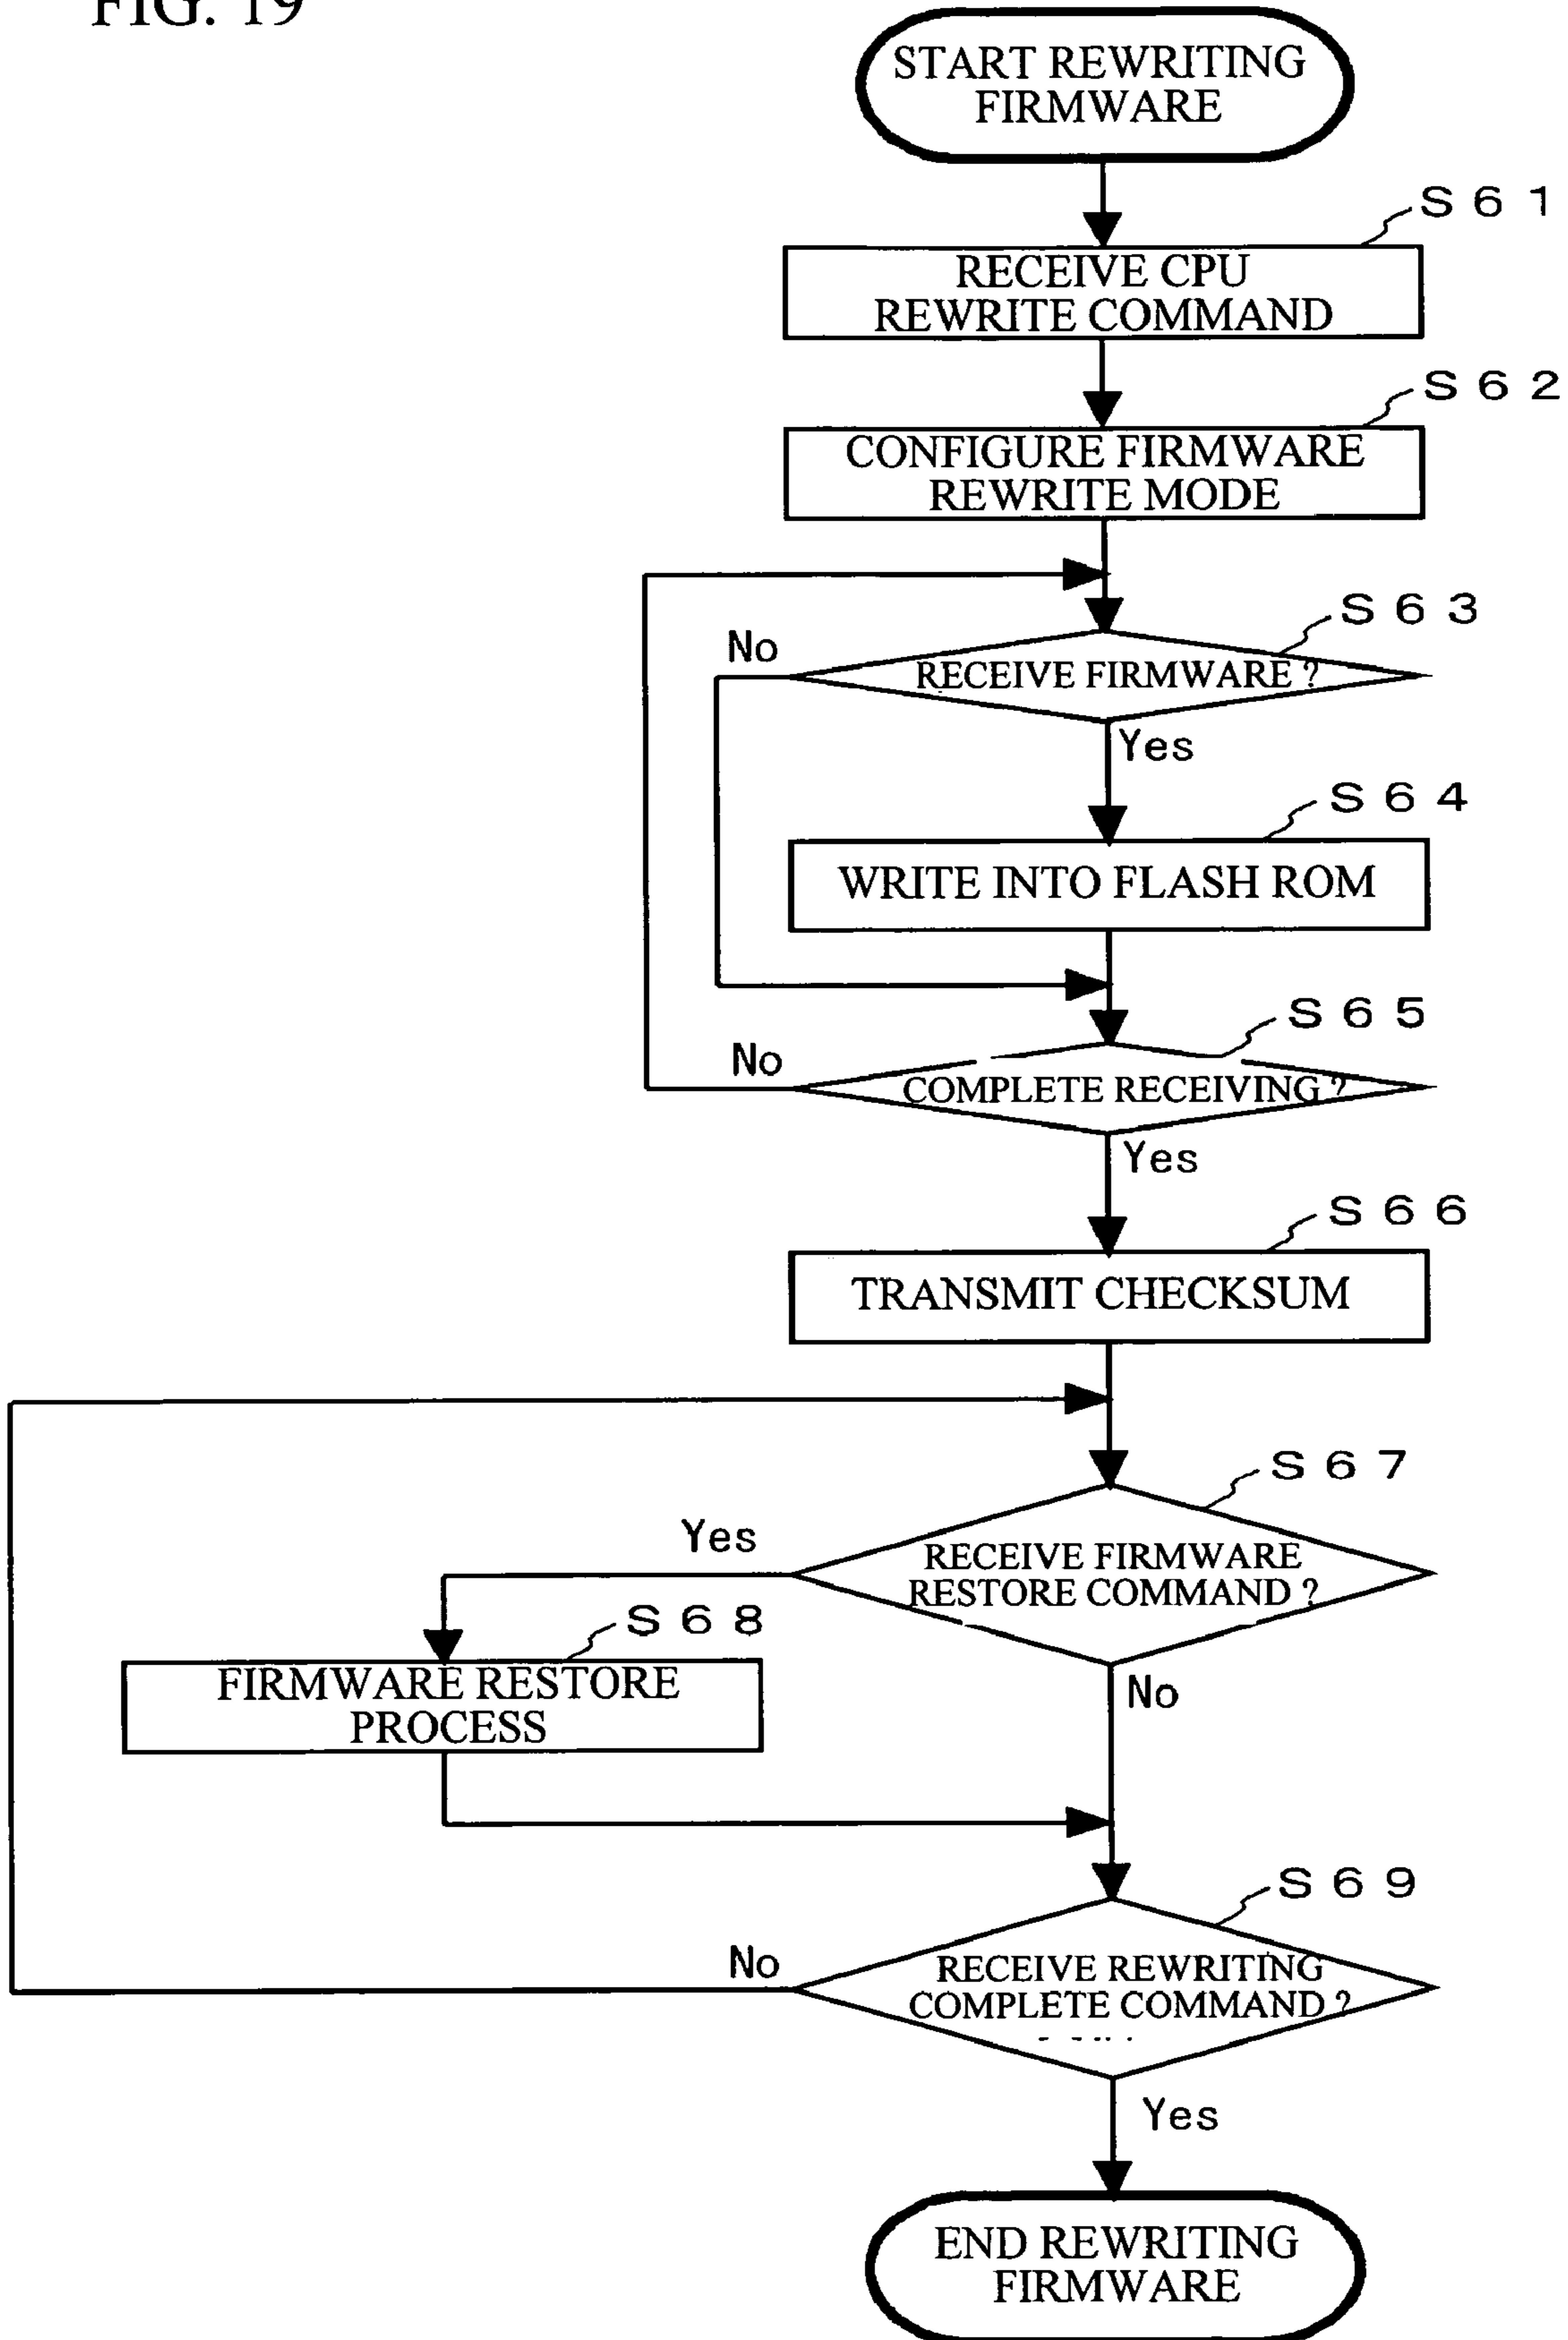 FIG. 19
START REWRITING
FIRMWARE
S61
RECEIVE CPU
REWRITE COMMAND
S62
CONFIGURE FIRMWARE
REWRITE MODE
S63
No
RECEIVE FIRMWARE ?
Yes
S64
WRITE INTO FLASH ROM
S65
No
COMPLETE RECEIVING ?
Yes
S66
TRANSMIT CHECKSUM
S67
Yes
RECEIVE FIRMWARE
RESTORE COMMAND ?
S68
FIRMWARE RESTORE
PROCESS
No
S69
No
RECEIVE REWRITING
COMPLETE COMMAND ?
Yes
END REWRITING
FIRMWARE